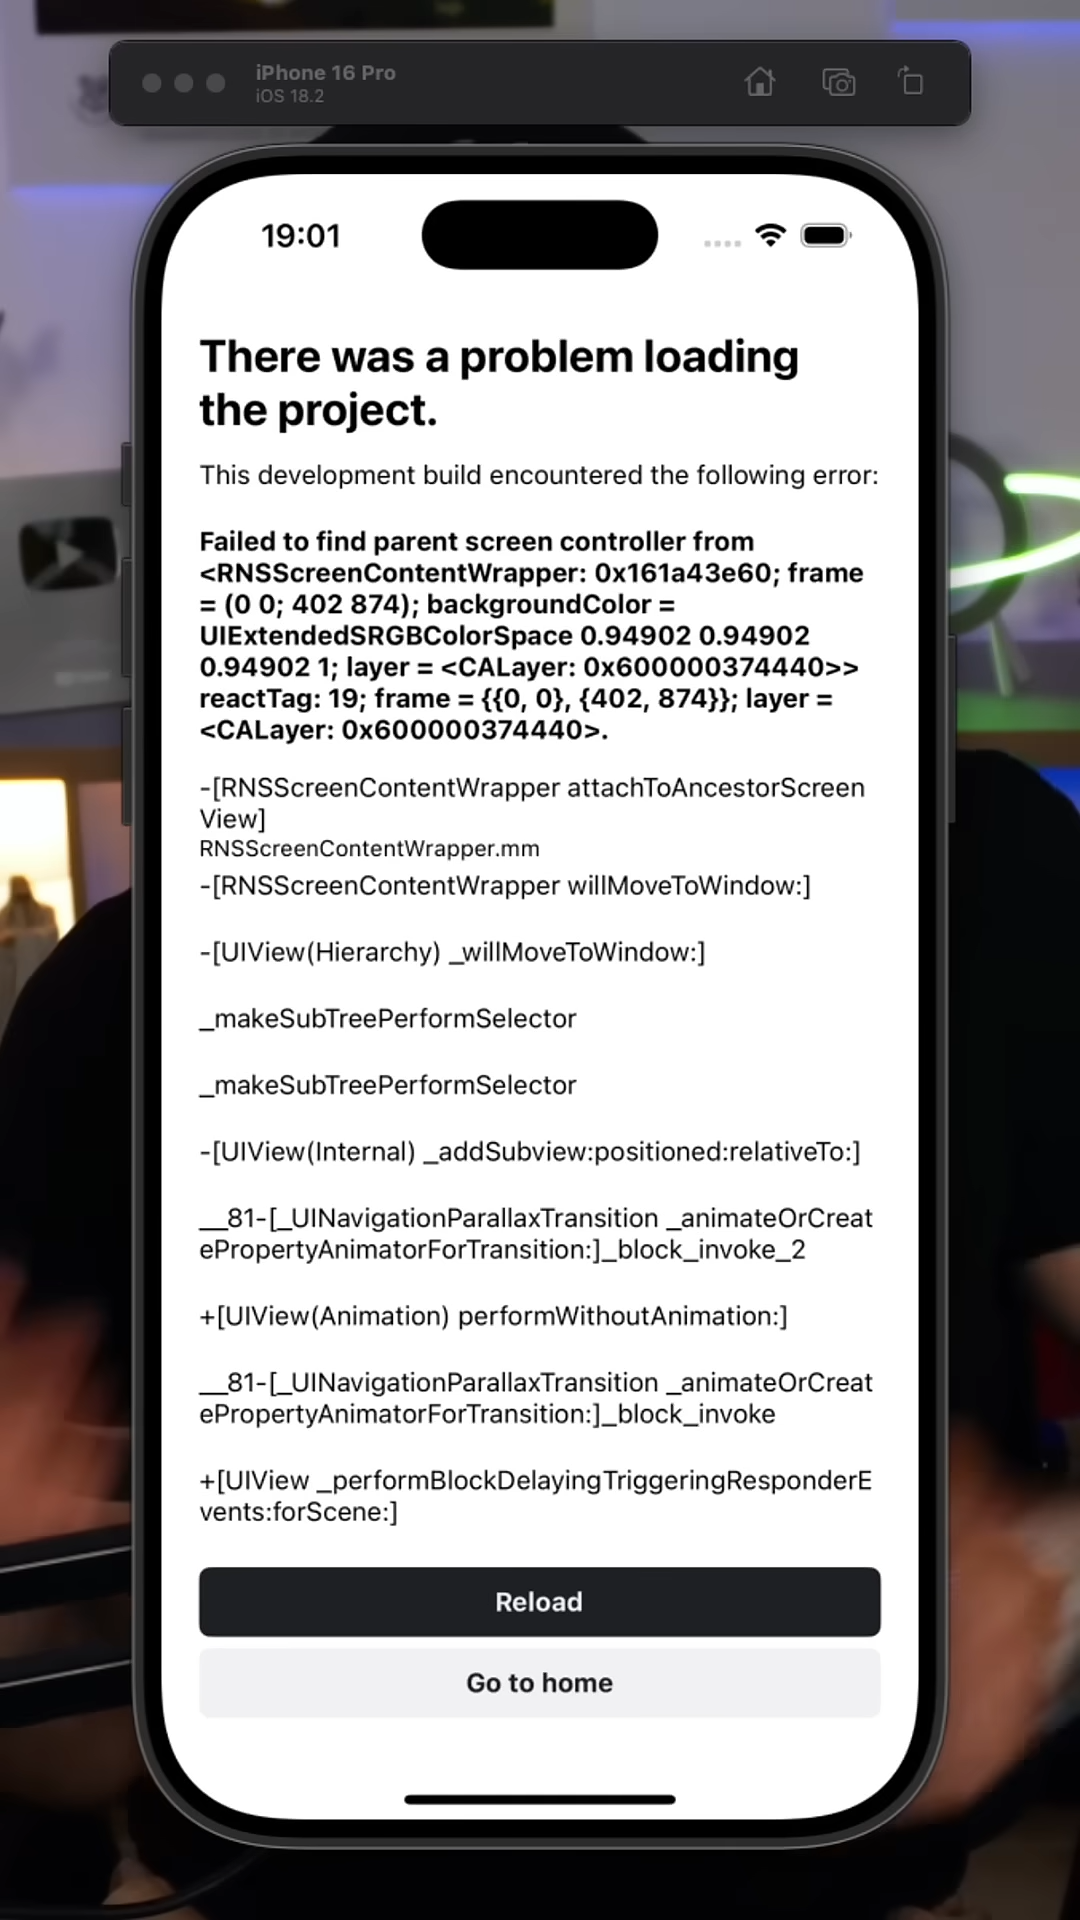 iPhone 16 Pro
iOS 18.2
19:01
There was a problem loading
the project.
This development build encountered the following error:
Failed to find parent screen controller from
<RNSScreenContentWrapper: 0x161a43e60; frame
= (0 0; 402 874); backgroundColor =
UIExtendedSRGBColorSpace 0.94902 0.94902
0.94902 1; layer = <CALayer: 0x600000374440>>
reactTag: 19; frame = {{0, 0}, {402, 874}}; layer =
<CALayer: 0x600000374440>.
-[RNSScreenContentWrapper attachToAncestorScreen
View]
RNSScreenContentWrapper.mm
-[RNSScreenContentWrapper willMoveToWindow:]
-[UIView(Hierarchy) _willMoveToWindow:]
_makeSubTreePerformSelector
_makeSubTreePerformSelector
-[UIView(Internal) _addSubview:positioned:relativeTo:]
__81-[_UINavigationParallaxTransition _animateOrCreat
ePropertyAnimatorForTransition:]_block_invoke_2
+[UIView(Animation) performWithoutAnimation:]
__81-[_UINavigationParallaxTransition _animateOrCreat
ePropertyAnimatorForTransition:]_block_invoke
+[UIView _performBlockDelayingTriggeringResponderE
vents:forScene:]
Reload
Go to home